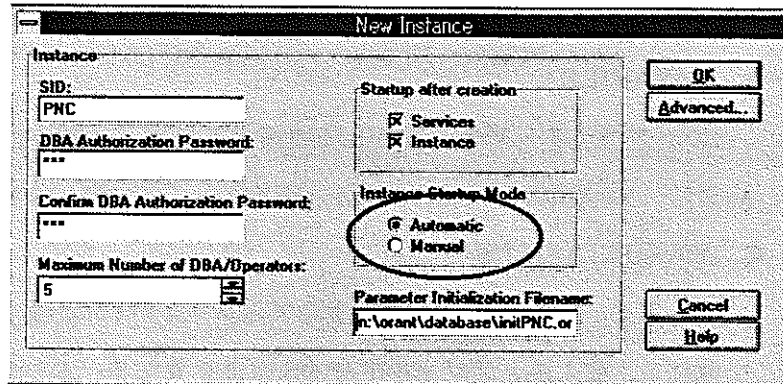 New Instance
Instance
SID:
PNC
DBA Authorization Password:
***
Confirm DBA Authorization Password:
***
Maximum Number of DBA/Operators:
5
Startup after creation
Services
Instance
Instance Startup Mode
Automatic
Manual
Parameter Initialization Filename:
n:\orant\database\initPNC.or
OK
Advanced...
Cancel
Help